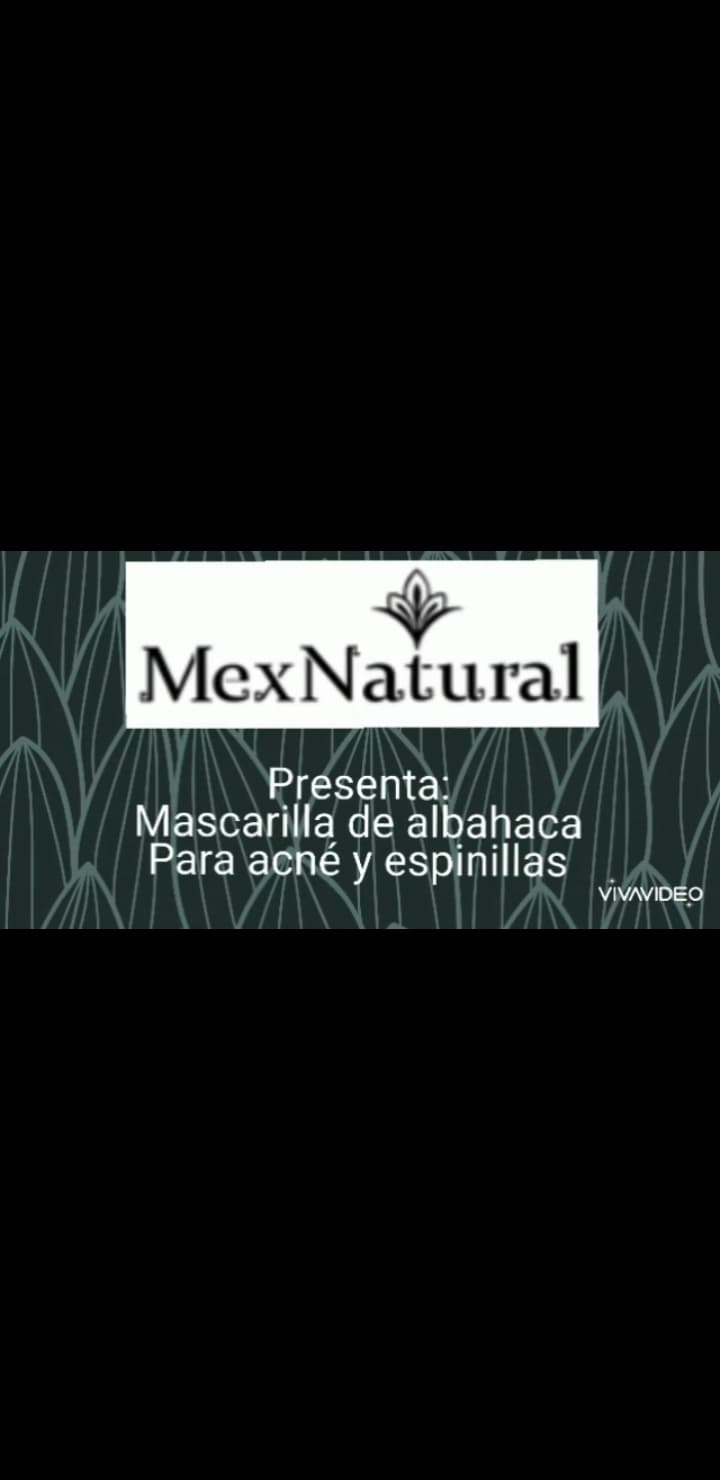 MexNatural
Presenta:
Mascarilla de albahaca
Para acné y espinillas
VIVAVIDEO